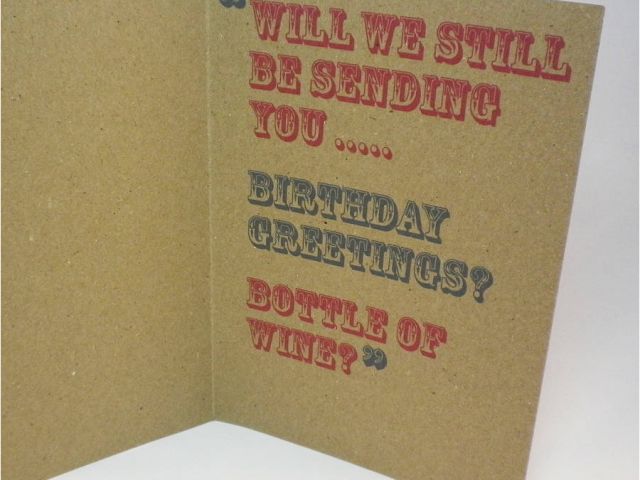 “WILL WE STILL
BE SENDING
YOU .....
BIRTHDAY
GREETINGS?
BOTTLE OF
WINE?”